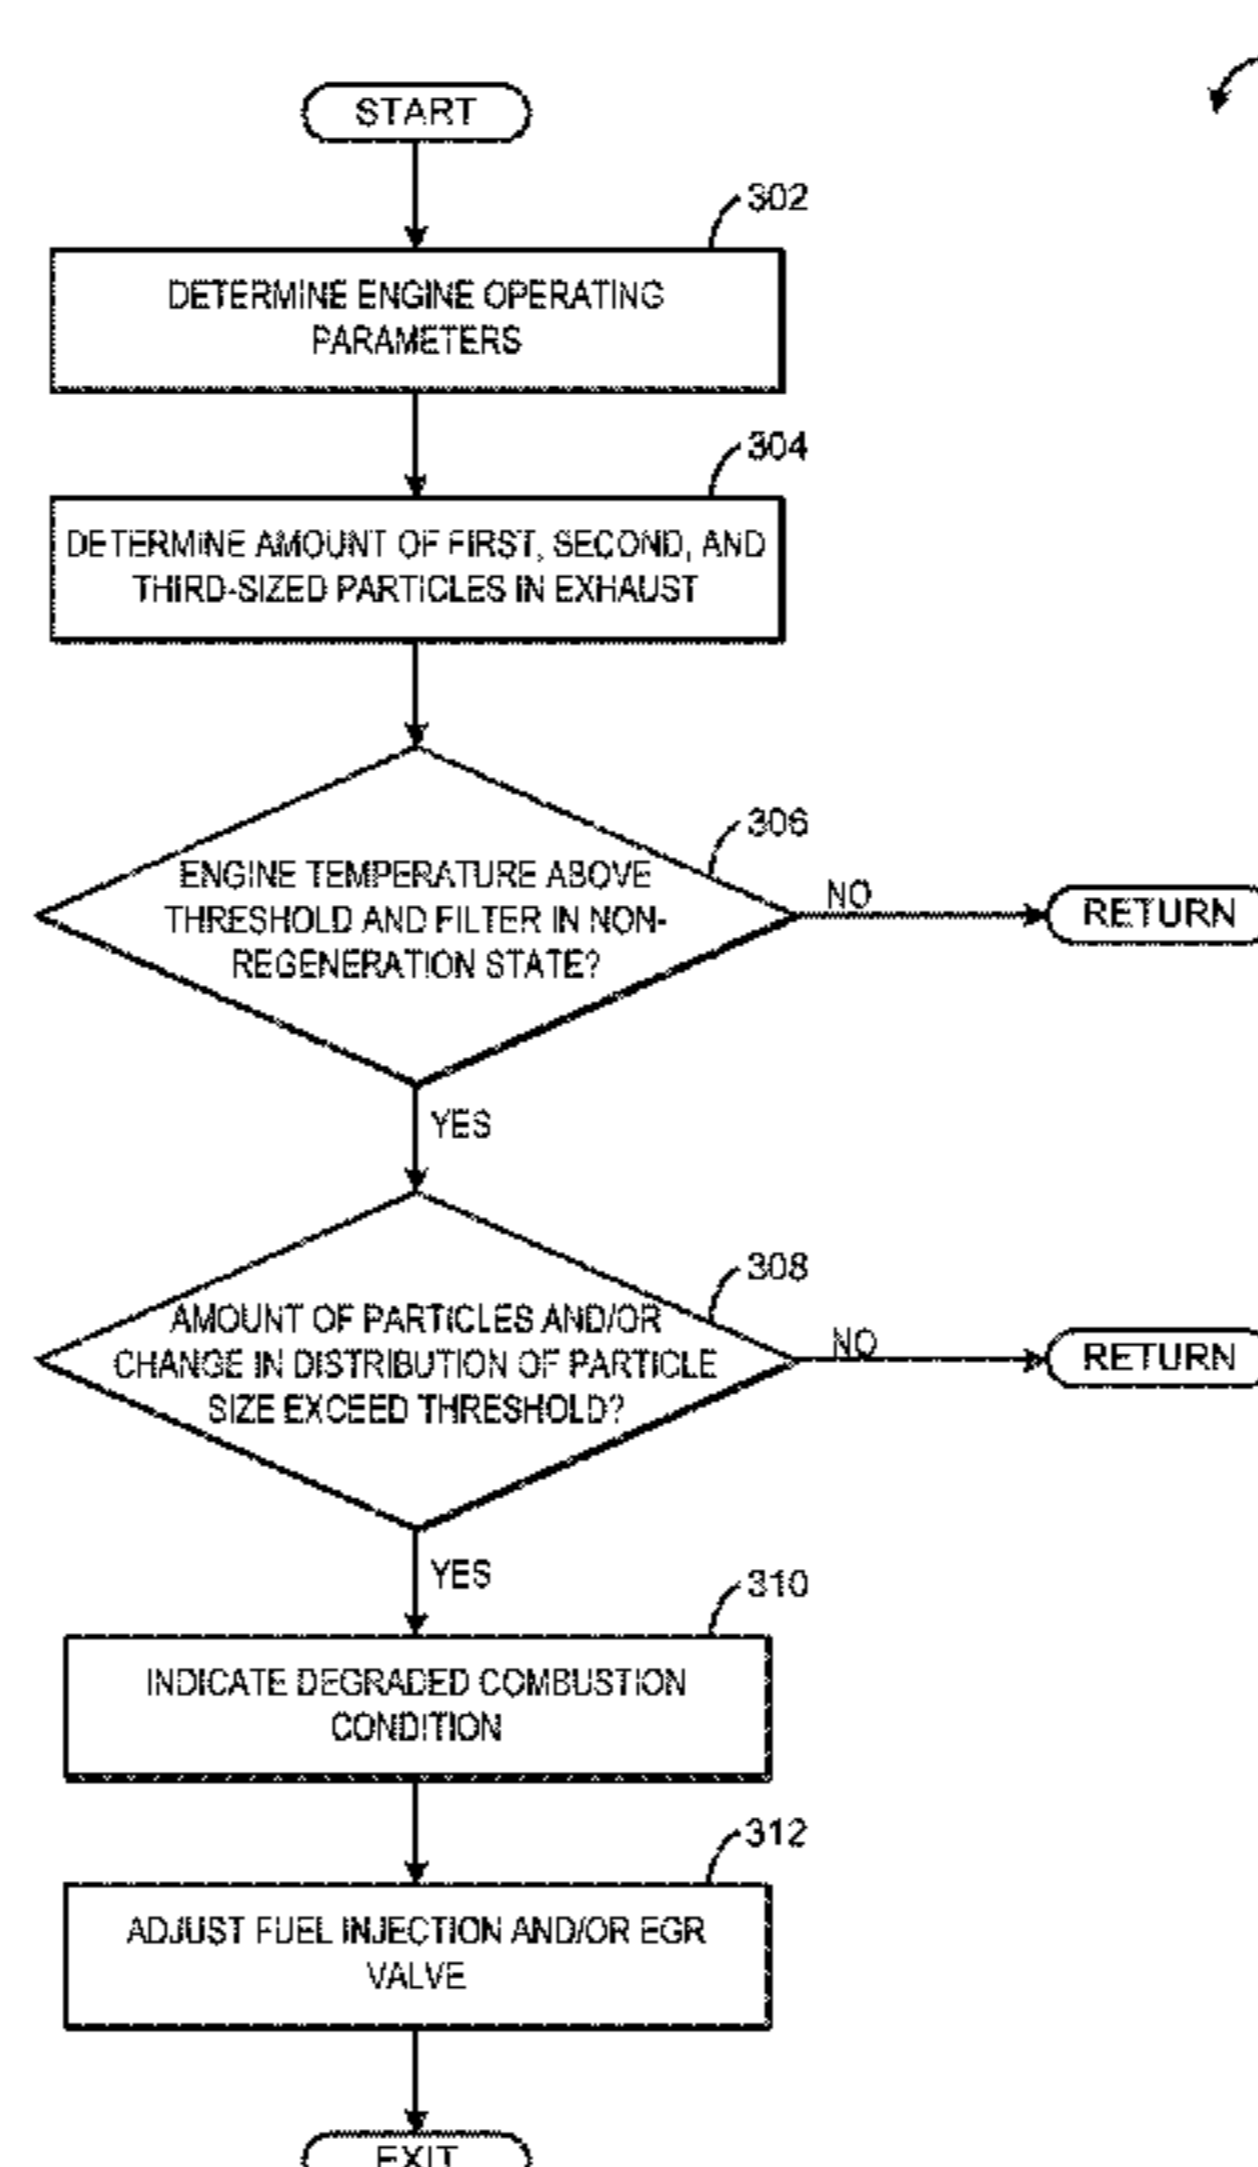 START
302
DETERMINE ENGINE OPERATING
PARAMETERS
304
DETERMINE AMOUNT OF FIRST, SECOND, AND
THIRD-SIZED PARTICLES IN EXHAUST
306
ENGINE TEMPERATURE ABOVE
THRESHOLD AND FILTER IN NON-
REGENERATION STATE?
NO
RETURN
YES
308
AMOUNT OF PARTICLES AND/OR
CHANGE IN DISTRIBUTION OF PARTICLE
SIZE EXCEED THRESHOLD?
NO
RETURN
YES
310
INDICATE DEGRADED COMBUSTION
CONDITION
312
ADJUST FUEL INJECTION AND/OR EGR
VALVE
EXIT